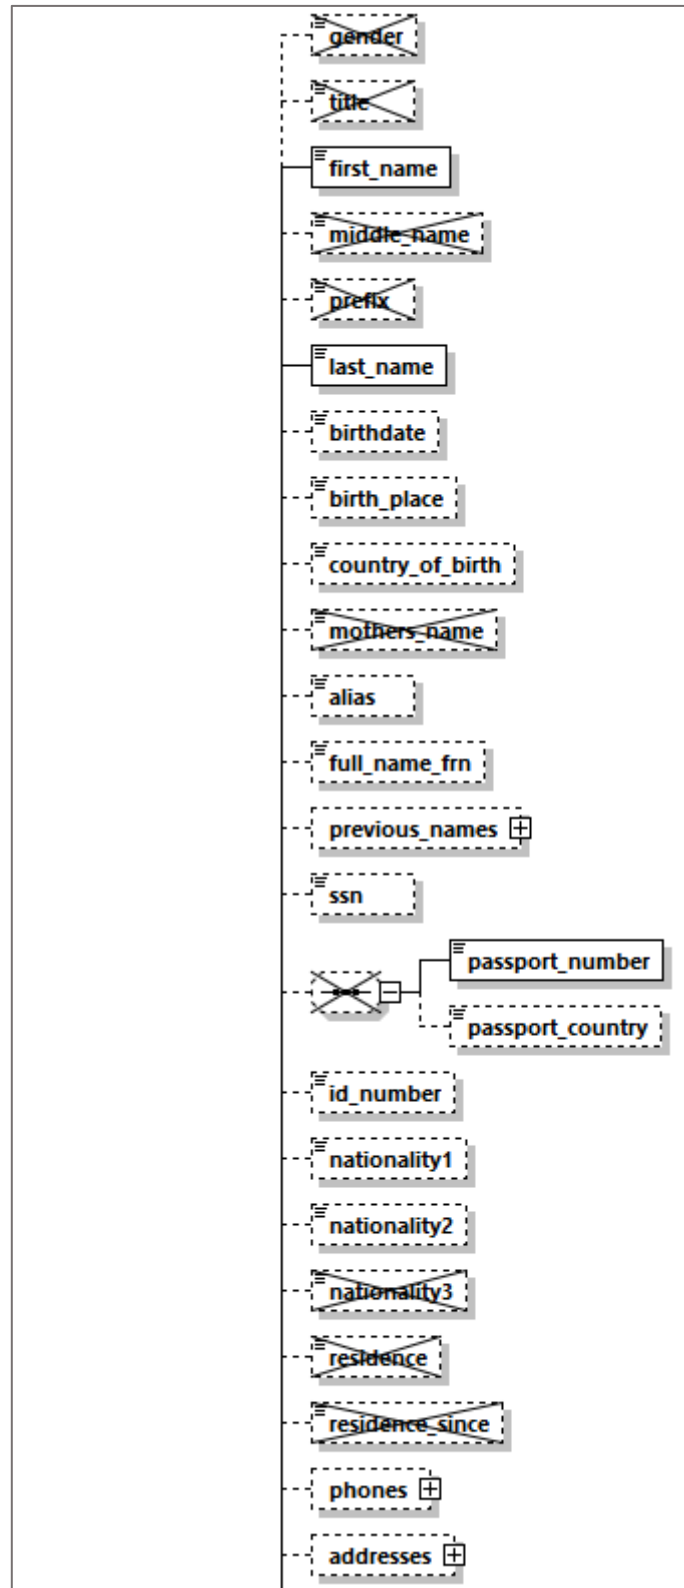 gender
title
first_name
middle_name
prefix
last_name
birthdate
birth_place
country_of_birth
mothers_name
alias
full_name_frn
previous_names
ssn
passport_number
passport_country
id_number
nationality1
nationality2
nationality3
residence
residence_since
phones
addresses